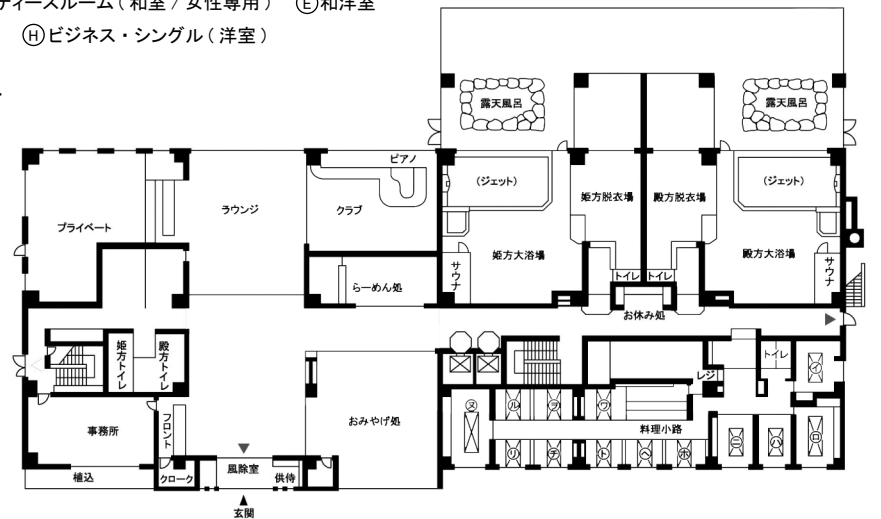 ディースルーム ( 和室 / 女性専用 ) Ⓔ和洋室
Ⓗビジネス・シングル ( 洋室 )
露天風呂
露天風呂
ピアノ
(ジェット)
姫方脱衣場
殿方脱衣場
(ジェット)
プライベート
ラウンジ
クラブ
姫方大浴場
殿方大浴場
サウナ
サウナ
トイレ
トイレ
らーめん処
お休み処
姫方トイレ
殿方トイレ
トイレ
レジ
㋑
㋦
㋸
㋾
㋻
おみやげ処
料理小路
事務所
フロント
㋷
㋠
㋣
㋬
㋭
㋥
㋩
㋺
植込
クローク
風除室
供待
玄関